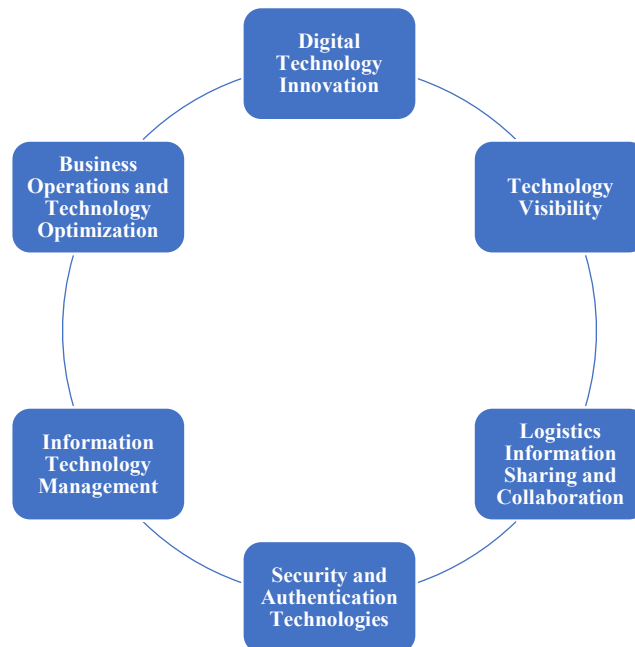 Digital
Technology
Innovation
Technology
Visibility
Logistics
Information
Sharing and
Collaboration
Security and
Authentication
Technologies
Information
Technology
Management
Business
Operations and
Technology
Optimization